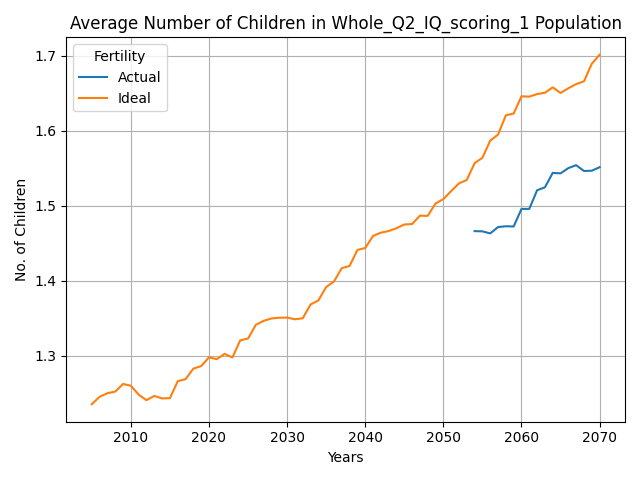 Average Number of Children in Whole_Q2_IQ_scoring_1 Population
Fertility
Actual
Ideal
No. of Children
1.7
1.6
1.5
1.4
1.3
2010 2020 2030 2040 2050 2060 2070
Years